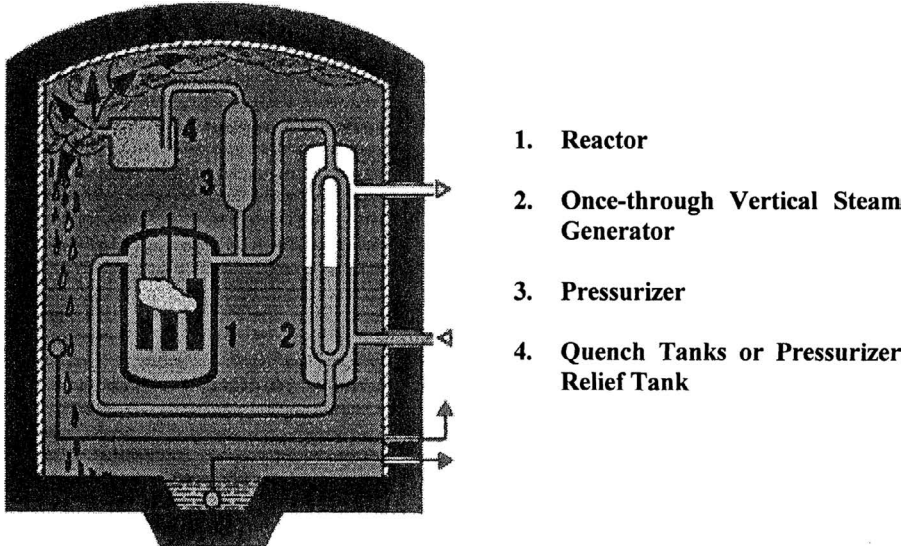 4
3
1
2
1. Reactor
2. Once-through Vertical Steam
Generator
3. Pressurizer
4. Quench Tanks or Pressurizer
Relief Tank